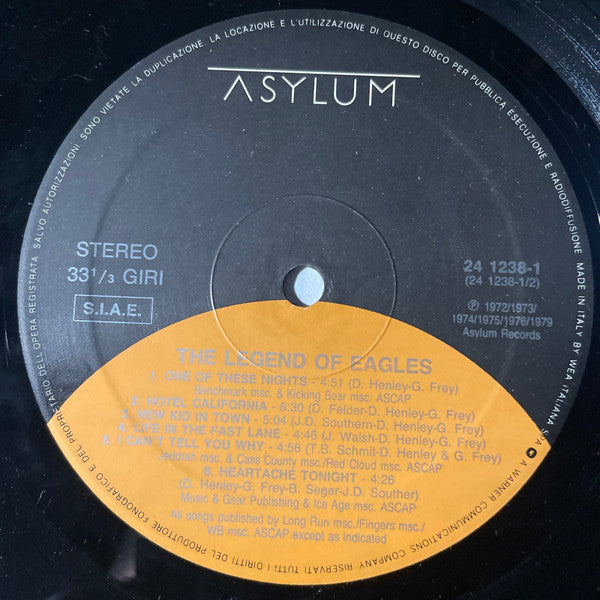 SONO VIETATE LA DUPLICAZIONE, LA LOCAZIONE E L'UTILIZZAZIONE DI QUESTO DISCO PER PUBBLICA ESECUZIONE E RADIODIFFUSIONE
MADE IN ITALY BY WEA ITALIANA S.P.A.
A WARNER COMMUNICATIONS COMPANY
RISERVATI TUTTI I DIRITTI DEL PRODUTTORE FONOGRAFICO E DEL PROPRIETARIO DELL'OPERA REGISTRATA
SALVO AUTORIZZAZIONI.
ASYLUM
STEREO
33 1/3 GIRI
S.I.A.E.
24 1238-1
(24 1238-1/2)
℗ 1972/1973/
1974/1975/1976/1979
Asylum Records
THE LEGEND OF EAGLES
1. ONE OF THESE NIGHTS - 4:51 (D. Henley-G. Frey)
Benchmark msc. & Kicking Bear msc. ASCAP
2. HOTEL CALIFORNIA - 6:30 (D. Felder-D. Henley-G. Frey)
3. NEW KID IN TOWN - 5:04 (J.D. Southern-D. Henley-G. Frey)
4. LIFE IN THE FAST LANE - 4:46 (J. Walsh-D. Henley-G. Frey)
5. I CAN'T TELL YOU WHY - 4:56 (T.B. Schmit-D. Henley & G. Frey)
Jeddrah msc. & Cass County msc./Red Cloud msc. ASCAP
6. HEARTACHE TONIGHT - 4:26
(D. Henley-G. Frey-B. Seger-J.D. Souther)
Music & Gear Publishing & Ice Age msc. ASCAP
All songs published by Long Run msc./Fingers msc./
WB msc. ASCAP except as indicated